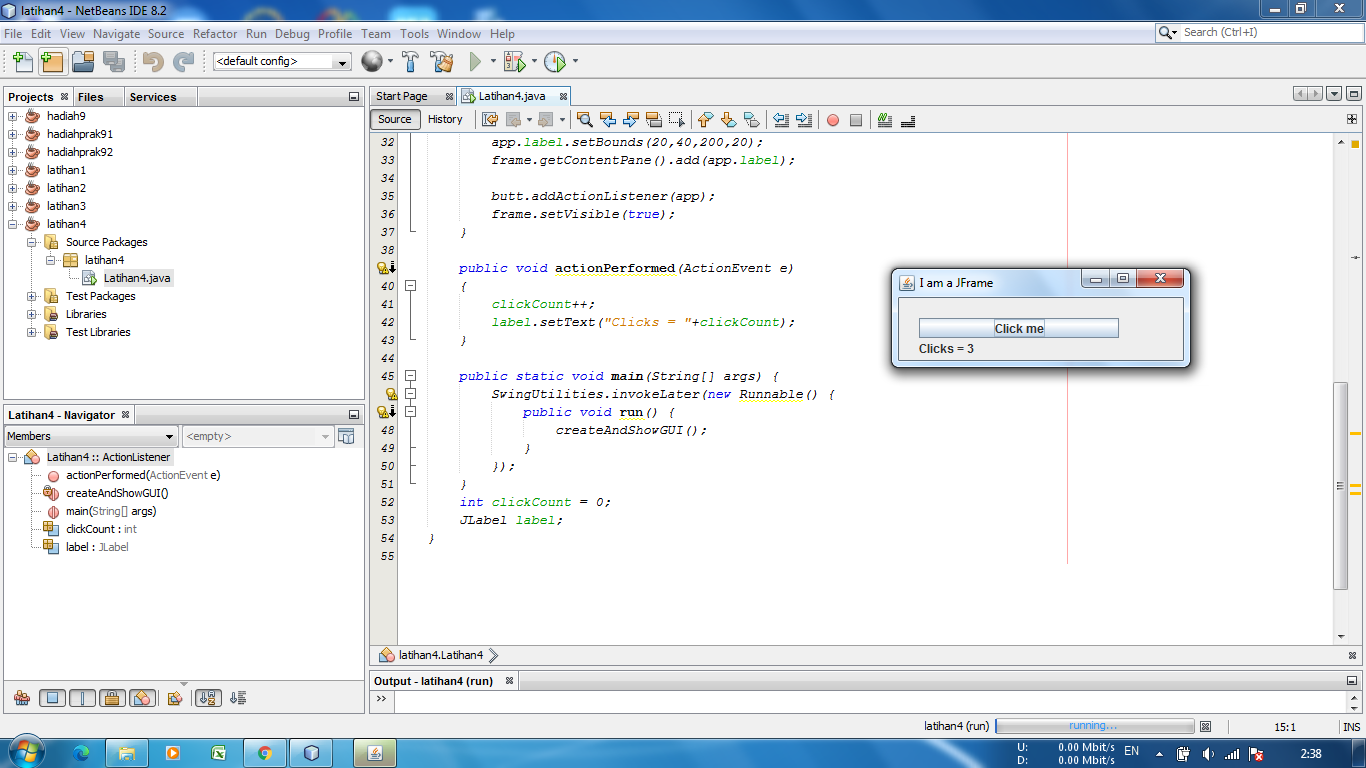 latihan4 - NetBeans IDE 8.2
File Edit View Navigate Source Refactor Run Debug Profile Team Tools Window Help
Search (Ctrl+I)
<default config>
Projects Files Services
hadiah9
hadiahprak91
hadiahprak92
latihan1
latihan2
latihan3
latihan4
Source Packages
latihan4
Latihan4.java
Test Packages
Libraries
Test Libraries
Latihan4 - Navigator
Members
<empty>
Latihan4 :: ActionListener
actionPerformed(ActionEvent e)
createAndShowGUI()
main(String[] args)
clickCount : int
label : JLabel
Start Page Latihan4.java
Source History
32 app.label.setBounds(20,40,200,20);
33 frame.getContentPane().add(app.label);
34
35 butt.addActionListener(app);
36 frame.setVisible(true);
37 }
38
public void actionPerformed(ActionEvent e)
40 {
41 clickCount++;
42 label.setText("Clicks = "+clickCount);
43 }
44
45 public static void main(String[] args) {
SwingUtilities.invokeLater(new Runnable() {
public void run() {
48 createAndShowGUI();
49 }
50 });
51 }
52 int clickCount = 0;
53 JLabel label;
54 }
55
I am a JFrame
Click me
Clicks = 3
latihan4.Latihan4
Output - latihan4 (run)
latihan4 (run) running... 15:1 INS
U: 0.00 Mbit/s
D: 0.00 Mbit/s
EN
2:38